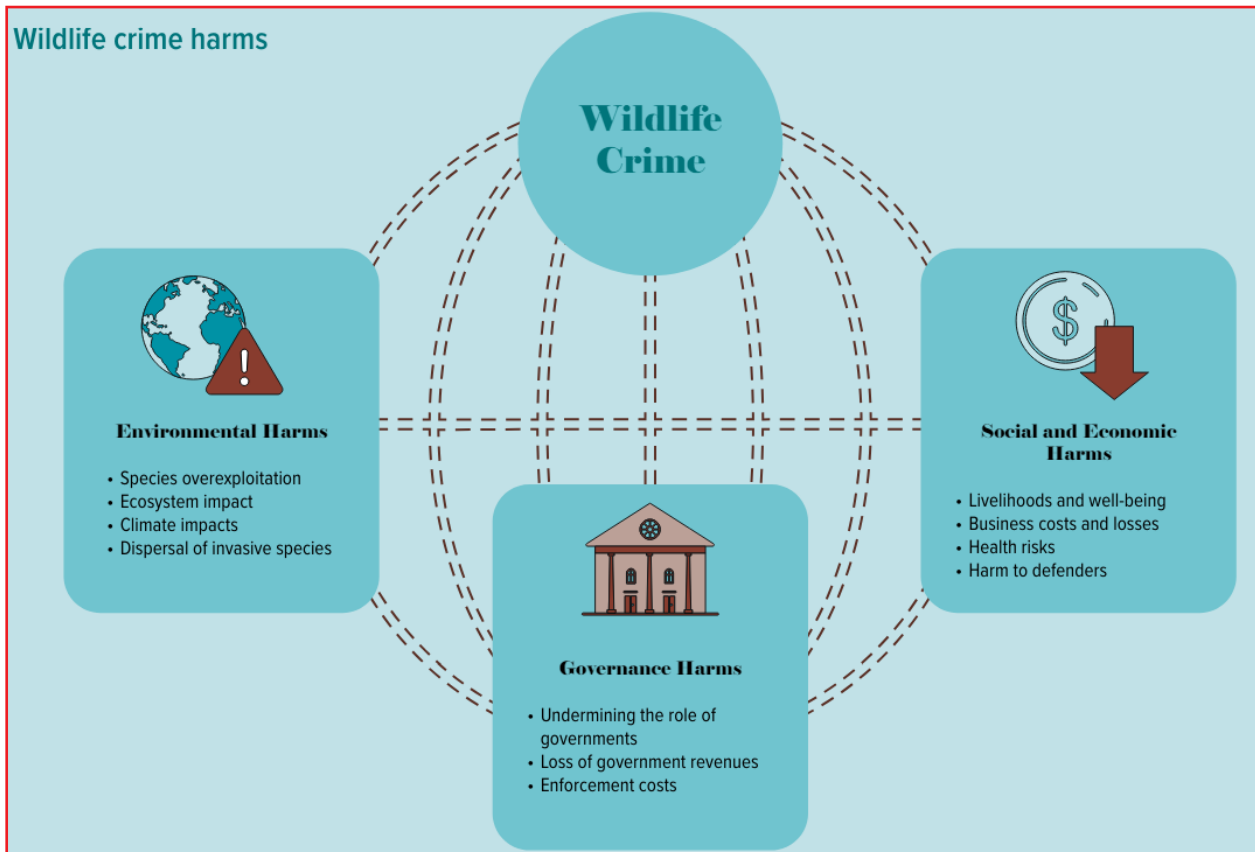 Wildlife crime harms
Wildlife
Crime
Environmental Harms
• Species overexploitation
• Ecosystem impact
• Climate impacts
• Dispersal of invasive species
$
Social and Economic
Harms
• Livelihoods and well-being
• Business costs and losses
• Health risks
• Harm to defenders
!
Governance Harms
• Undermining the role of
governments
• Loss of government revenues
• Enforcement costs